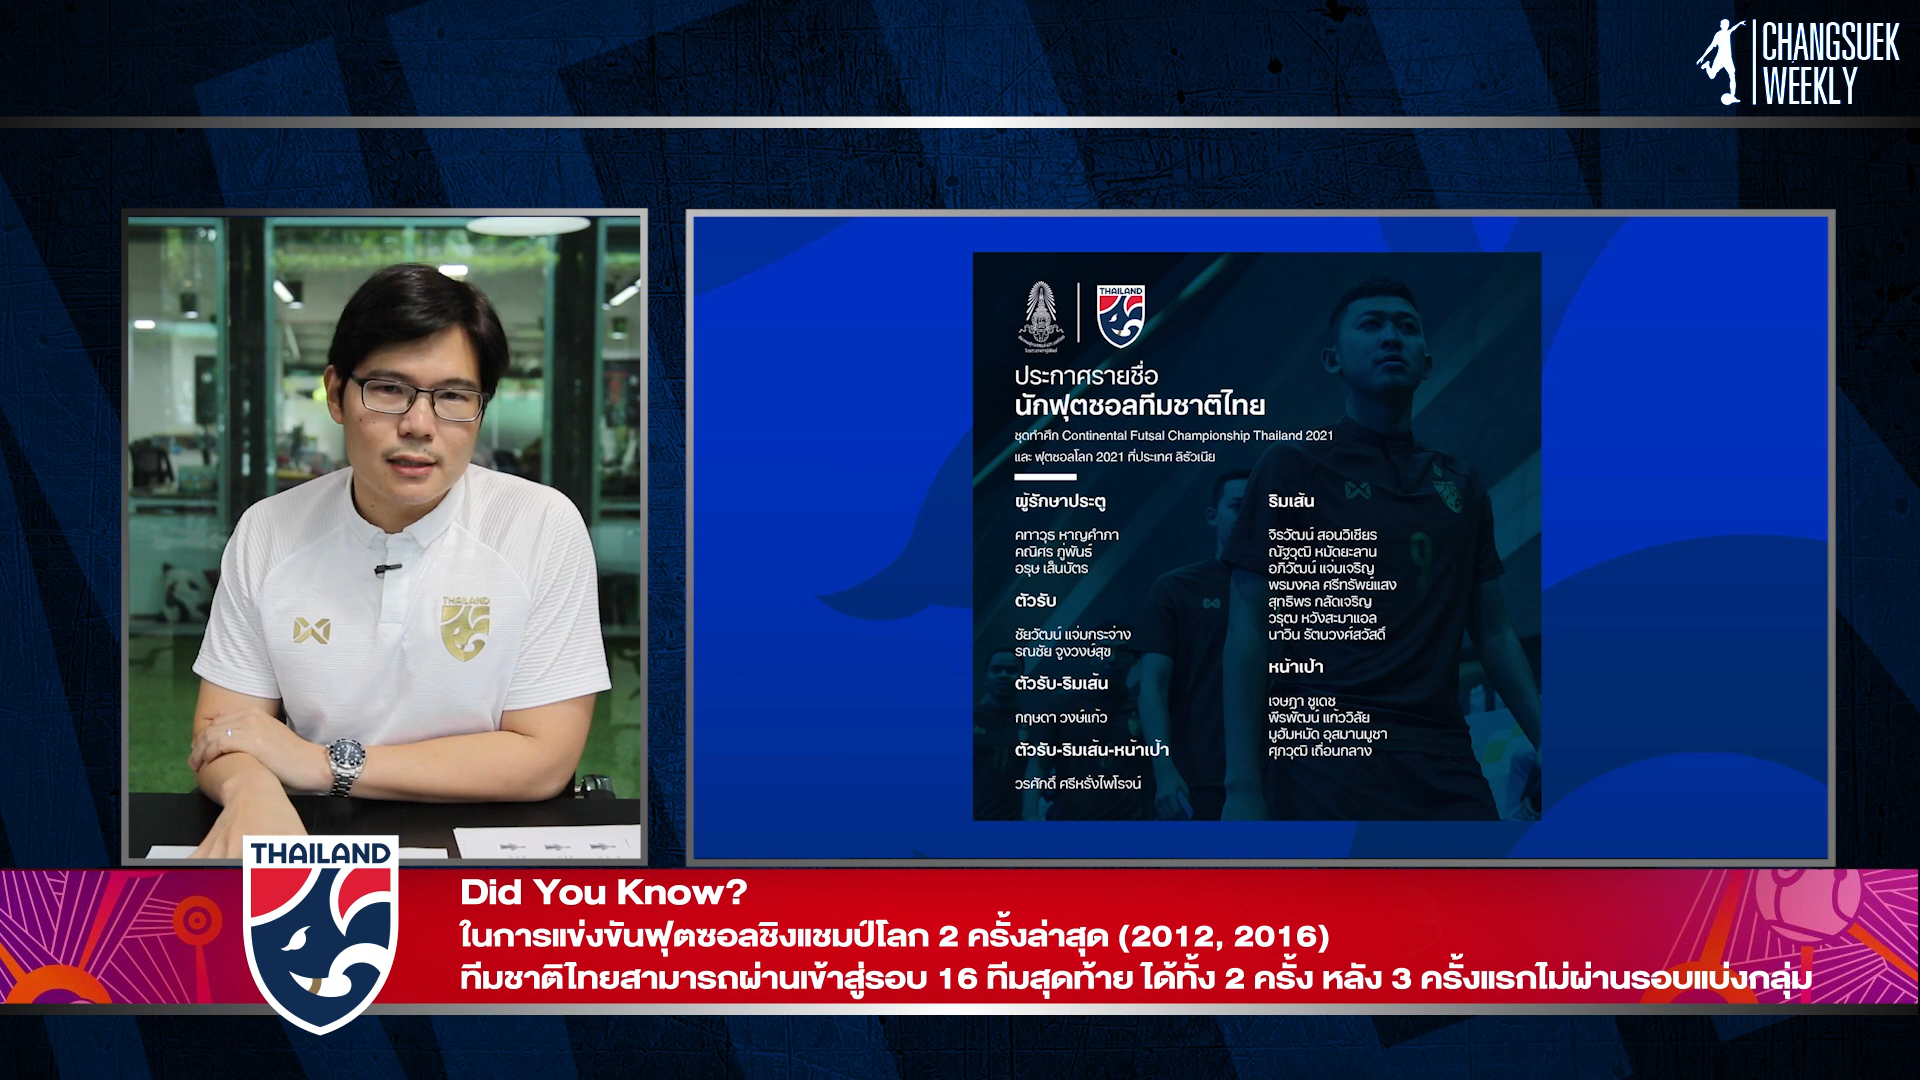 CHANGSUEK
WEEKLY
THAILAND
ประกาศรายชื่อ
นักฟุตซอลทีมชาติไทย
ชุดทำศึก Continental Futsal Championship Thailand 2021
และ ฟุตซอลโลก 2021 ที่ประเทศ ลิธัวเนีย
ผู้รักษาประตู
คฑาวุธ หาญคำภา
คณิศร ภู่พันธ์
อรุษ เส็นบัตร
ตัวรับ
ชัยวัฒน์ แจ่มกระจ่าง
รณชัย จูงวงษ์สุข
ตัวรับ-ริมเส้น
กฤษดา วงษ์แก้ว
ตัวรับ-ริมเส้น-หน้าเป้า
วรศักดิ์ ศรีหรั่งไพโรจน์
ริมเส้น
จิรวัฒน์ สอนวิเชียร
ณัฐวุฒิ หมัดยะลาน
อภิวัฒน์ แจ่มเจริญ
พรมงคล ศรีทรัพย์แสง
สุทธิพร กลัดเจริญ
วรุฒ หวังสะมาแอล
นาวิน รัตนวงศ์สวัสดิ์
หน้าเป้า
เจษฎา ชูเดช
พีรพัฒน์ แก้ววิลัย
มูฮัมหมัด อุสมานมูซา
ศุภวุฒิ เถื่อนกลาง
THAILAND
THAILAND
Did You Know?
ในการแข่งขันฟุตซอลชิงแชมป์โลก 2 ครั้งล่าสุด (2012, 2016)
ทีมชาติไทยสามารถผ่านเข้าสู่รอบ 16 ทีมสุดท้าย ได้ทั้ง 2 ครั้ง หลัง 3 ครั้งแรกไม่ผ่านรอบแบ่งกลุ่ม